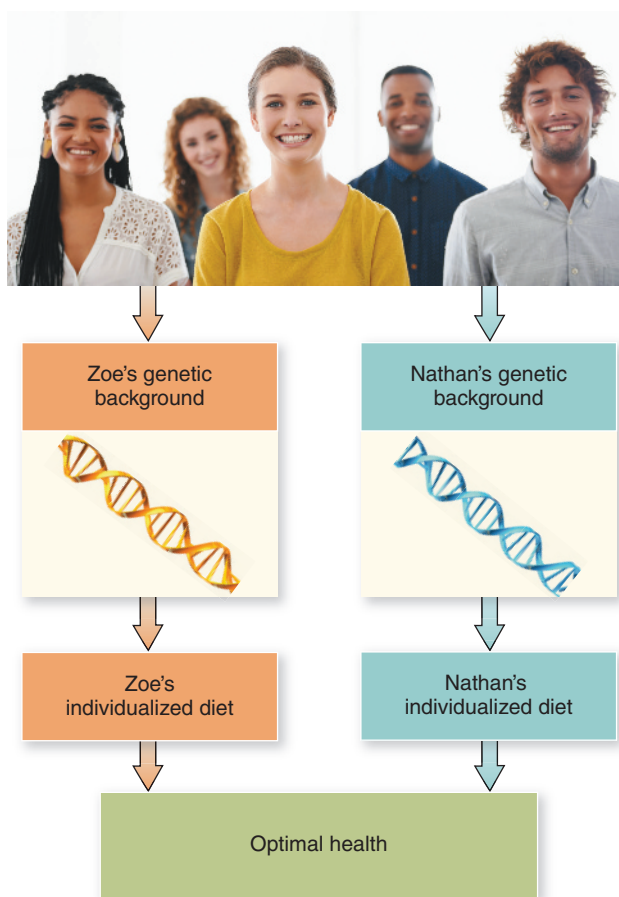 Zoe’s genetic
background
Nathan’s genetic
background
Zoe’s
individualized diet
Nathan’s
individualized diet
Optimal health